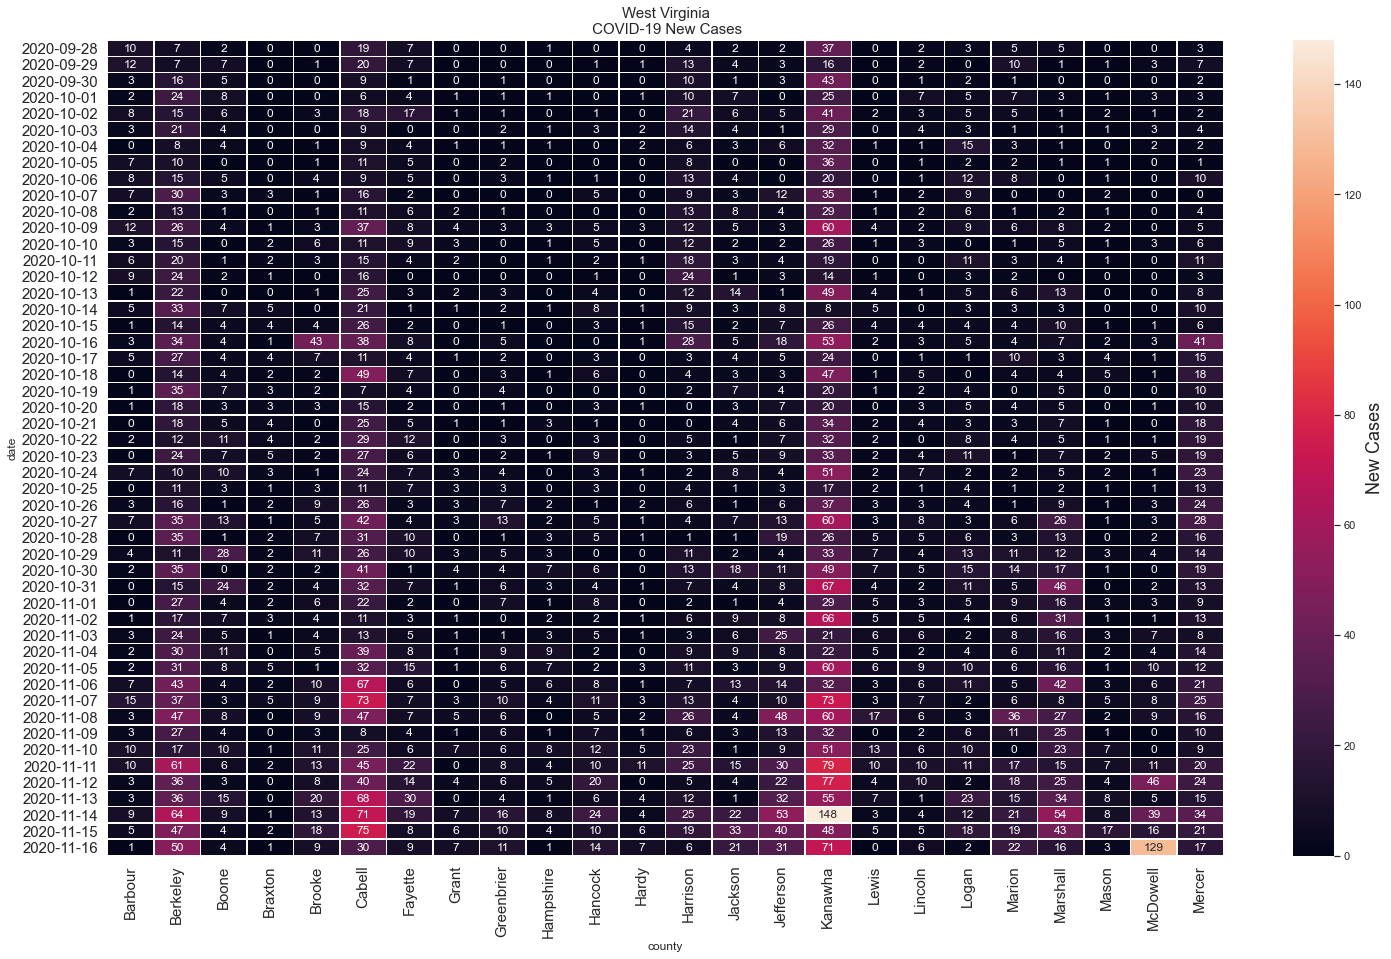 West Virginia
COVID-19 New Cases
2020-09-28 10 7 2 0 0 19 7 0 0 1 0 0 4 2 2 37 0 2 3 5 5 0 0 3
2020-09-29 12 7 7 0 1 20 7 0 0 0 1 1 13 4 3 16 0 2 0 10 1 1 3 7
2020-09-30 3 16 5 0 0 9 1 0 1 0 0 0 10 1 3 43 0 1 2 1 0 0 0 2
2020-10-01 2 24 8 0 0 6 4 1 1 1 0 1 10 7 0 25 0 7 5 7 3 1 3 3
2020-10-02 8 15 6 0 3 18 17 1 1 0 1 0 21 6 5 41 2 3 5 5 1 2 1 2
2020-10-03 3 21 4 0 0 9 0 0 2 1 3 2 14 4 1 29 0 4 3 1 1 1 3 4
2020-10-04 0 8 4 0 1 9 4 1 1 1 0 2 6 3 6 32 1 1 15 3 1 0 2 2
2020-10-05 7 10 0 0 1 11 5 0 2 0 0 0 8 0 0 36 0 1 2 2 1 1 0 1
2020-10-06 8 15 5 0 4 9 5 0 3 1 1 0 13 4 0 20 0 1 12 8 0 1 0 10
2020-10-07 7 30 3 3 1 16 2 0 0 0 5 0 9 3 12 35 1 2 9 0 0 2 0 0
2020-10-08 2 13 1 0 1 11 6 2 1 0 0 0 13 8 4 29 1 2 6 1 2 1 0 4
2020-10-09 12 26 4 1 3 37 8 4 3 3 5 3 12 5 3 60 4 2 9 6 8 2 0 5
2020-10-10 3 15 0 2 6 11 9 3 0 1 5 0 12 2 2 26 1 3 0 1 5 1 3 6
2020-10-11 6 20 1 2 3 15 4 2 0 1 2 1 18 3 4 19 0 0 11 3 4 1 0 11
2020-10-12 9 24 2 1 0 16 0 0 0 0 1 0 24 1 3 14 1 0 3 2 0 0 0 3
2020-10-13 1 22 0 0 1 25 3 2 3 0 4 0 12 14 1 49 4 1 5 6 13 0 0 8
2020-10-14 5 33 7 5 0 21 1 1 2 1 8 1 9 3 8 8 5 0 3 3 3 0 0 10
2020-10-15 1 14 4 4 4 26 2 0 1 0 3 1 15 2 7 26 4 4 4 4 10 1 1 6
2020-10-16 3 34 4 1 43 38 8 0 5 0 0 1 28 5 18 53 2 3 5 4 7 2 3 41
2020-10-17 5 27 4 4 7 11 4 1 2 0 3 0 3 4 5 24 0 1 1 10 3 4 1 15
2020-10-18 0 14 4 2 2 49 7 0 3 1 6 0 4 3 3 47 1 5 0 4 4 5 1 18
2020-10-19 1 35 7 3 2 7 4 0 4 0 0 0 2 7 4 20 1 2 4 0 5 0 0 10
2020-10-20 1 18 3 3 3 15 2 0 1 0 3 1 0 3 7 20 0 3 5 4 5 0 1 10
2020-10-21 0 18 5 4 0 25 5 1 1 3 1 0 0 4 6 34 2 4 3 3 7 1 0 18
2020-10-22 2 12 11 4 2 29 12 0 3 0 3 0 5 1 7 32 2 0 8 4 5 1 1 19
2020-10-23 0 24 7 5 2 27 6 0 2 1 9 0 3 5 9 33 2 4 11 1 7 2 5 19
2020-10-24 7 10 10 3 1 24 7 3 4 0 3 1 2 8 4 51 2 7 2 2 5 2 1 23
2020-10-25 0 11 3 1 3 11 7 3 3 0 3 0 4 1 3 17 2 1 4 1 2 1 1 13
2020-10-26 3 16 1 2 9 26 3 3 7 2 1 2 6 1 6 37 3 3 4 1 9 1 3 24
2020-10-27 7 35 13 1 5 42 4 3 13 2 5 1 4 7 13 60 3 8 3 6 26 1 3 28
2020-10-28 0 35 1 2 7 31 10 0 1 3 5 1 1 1 19 26 5 5 6 3 13 0 2 16
2020-10-29 4 11 28 2 11 26 10 3 5 3 0 0 11 2 4 33 7 4 13 11 12 3 4 14
2020-10-30 2 35 0 2 2 41 1 4 4 7 6 0 13 18 11 49 7 5 15 14 17 1 0 19
2020-10-31 0 15 24 2 4 32 7 1 6 3 4 1 7 4 8 67 4 2 11 5 46 0 2 13
2020-11-01 0 27 4 2 6 22 2 0 7 1 8 0 2 1 4 29 5 3 5 9 16 3 3 9
2020-11-02 1 17 7 3 4 11 3 1 0 2 2 1 6 9 8 66 5 5 4 6 31 1 1 13
2020-11-03 3 24 5 1 4 13 5 1 1 3 5 1 3 6 25 21 6 6 2 8 16 3 7 8
2020-11-04 2 30 11 0 5 39 8 1 9 9 2 0 9 9 8 22 5 2 4 6 11 2 4 14
2020-11-05 2 31 8 5 1 32 15 1 6 7 2 3 11 3 9 60 6 9 10 6 16 1 10 12
2020-11-06 7 43 4 2 10 67 6 0 5 6 8 1 7 13 14 32 3 6 11 5 42 3 6 21
2020-11-07 15 37 3 5 9 73 7 3 10 4 11 3 13 4 10 73 3 7 2 6 8 5 8 25
2020-11-08 3 47 8 0 9 47 7 5 6 0 5 2 26 4 48 60 17 6 3 36 27 2 9 16
2020-11-09 3 27 4 0 3 8 4 1 6 1 7 1 6 3 13 32 0 2 6 11 25 1 0 10
2020-11-10 10 17 10 1 11 25 6 7 6 8 12 5 23 1 9 51 13 6 10 0 23 7 0 9
2020-11-11 10 61 6 2 13 45 22 0 8 4 10 11 25 15 30 79 10 10 11 17 15 7 11 20
2020-11-12 3 36 3 0 8 40 14 4 6 5 20 0 5 4 22 77 4 10 2 18 25 4 46 24
2020-11-13 3 36 15 0 20 68 30 0 4 1 6 4 12 1 32 55 7 1 23 15 34 8 5 15
2020-11-14 9 64 9 1 13 71 19 7 16 8 24 4 25 22 53 148 3 4 12 21 54 8 39 34
2020-11-15 5 47 4 2 18 75 8 6 10 4 10 6 19 33 40 48 5 5 18 19 43 17 16 21
2020-11-16 1 50 4 1 9 30 9 7 11 1 14 7 6 21 31 71 0 6 2 22 16 3 129 17
date
Barbour Berkeley Boone Braxton Brooke Cabell Fayette Grant Greenbrier Hampshire Hancock Hardy Harrison Jackson Jefferson Kanawha Lewis Lincoln Logan Marion Marshall Mason McDowell Mercer
county
140
120
100
80
60
40
20
0
New Cases